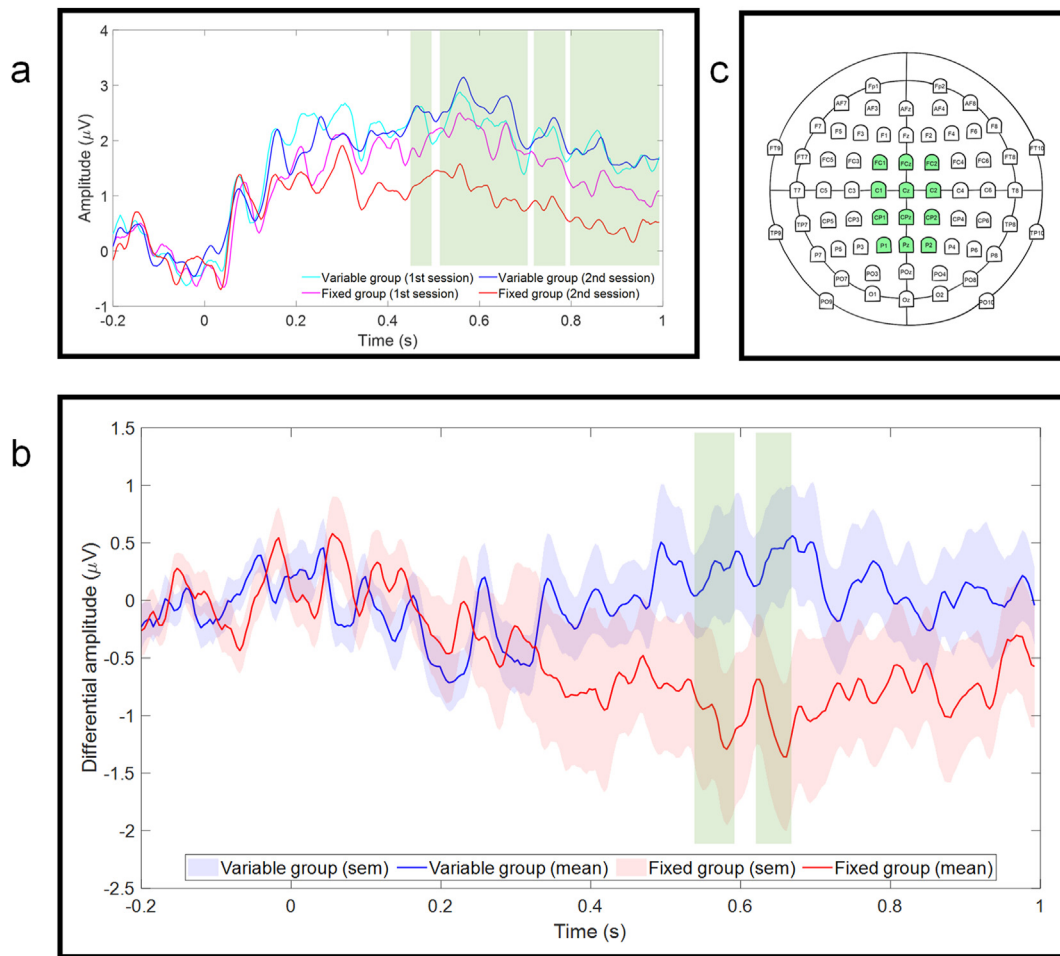 a
4
3
2
1
0
-1
Amplitude (μV)
Variable group (1st session) Variable group (2nd session)
Fixed group (1st session) Fixed group (2nd session)
-0.2 0 0.2 0.4 0.6 0.8 1
Time (s)
c
Fp1 Fp2
AF7 AF3 AFz AF4 AF8
F7 F5 F3 F1 Fz F2 F4 F6 F8
FT9 FT7 FC5 FC3 FC1 FCz FC2 FC4 FC6 FT8 FT10
T7 C5 C3 C1 Cz C2 C4 C6 T8
TP9 TP7 CP5 CP3 CP1 CPz CP2 CP4 CP6 TP8 TP10
P7 P5 P3 P1 Pz P2 P4 P6 P8
PO9 PO7 PO3 POz PO4 PO8 PO10
O1 Oz O2
b
1.5
1
0.5
0
-0.5
-1
-1.5
-2
-2.5
Differential amplitude (μV)
Variable group (sem) Variable group (mean) Fixed group (sem) Fixed group (mean)
-0.2 0 0.2 0.4 0.6 0.8 1
Time (s)